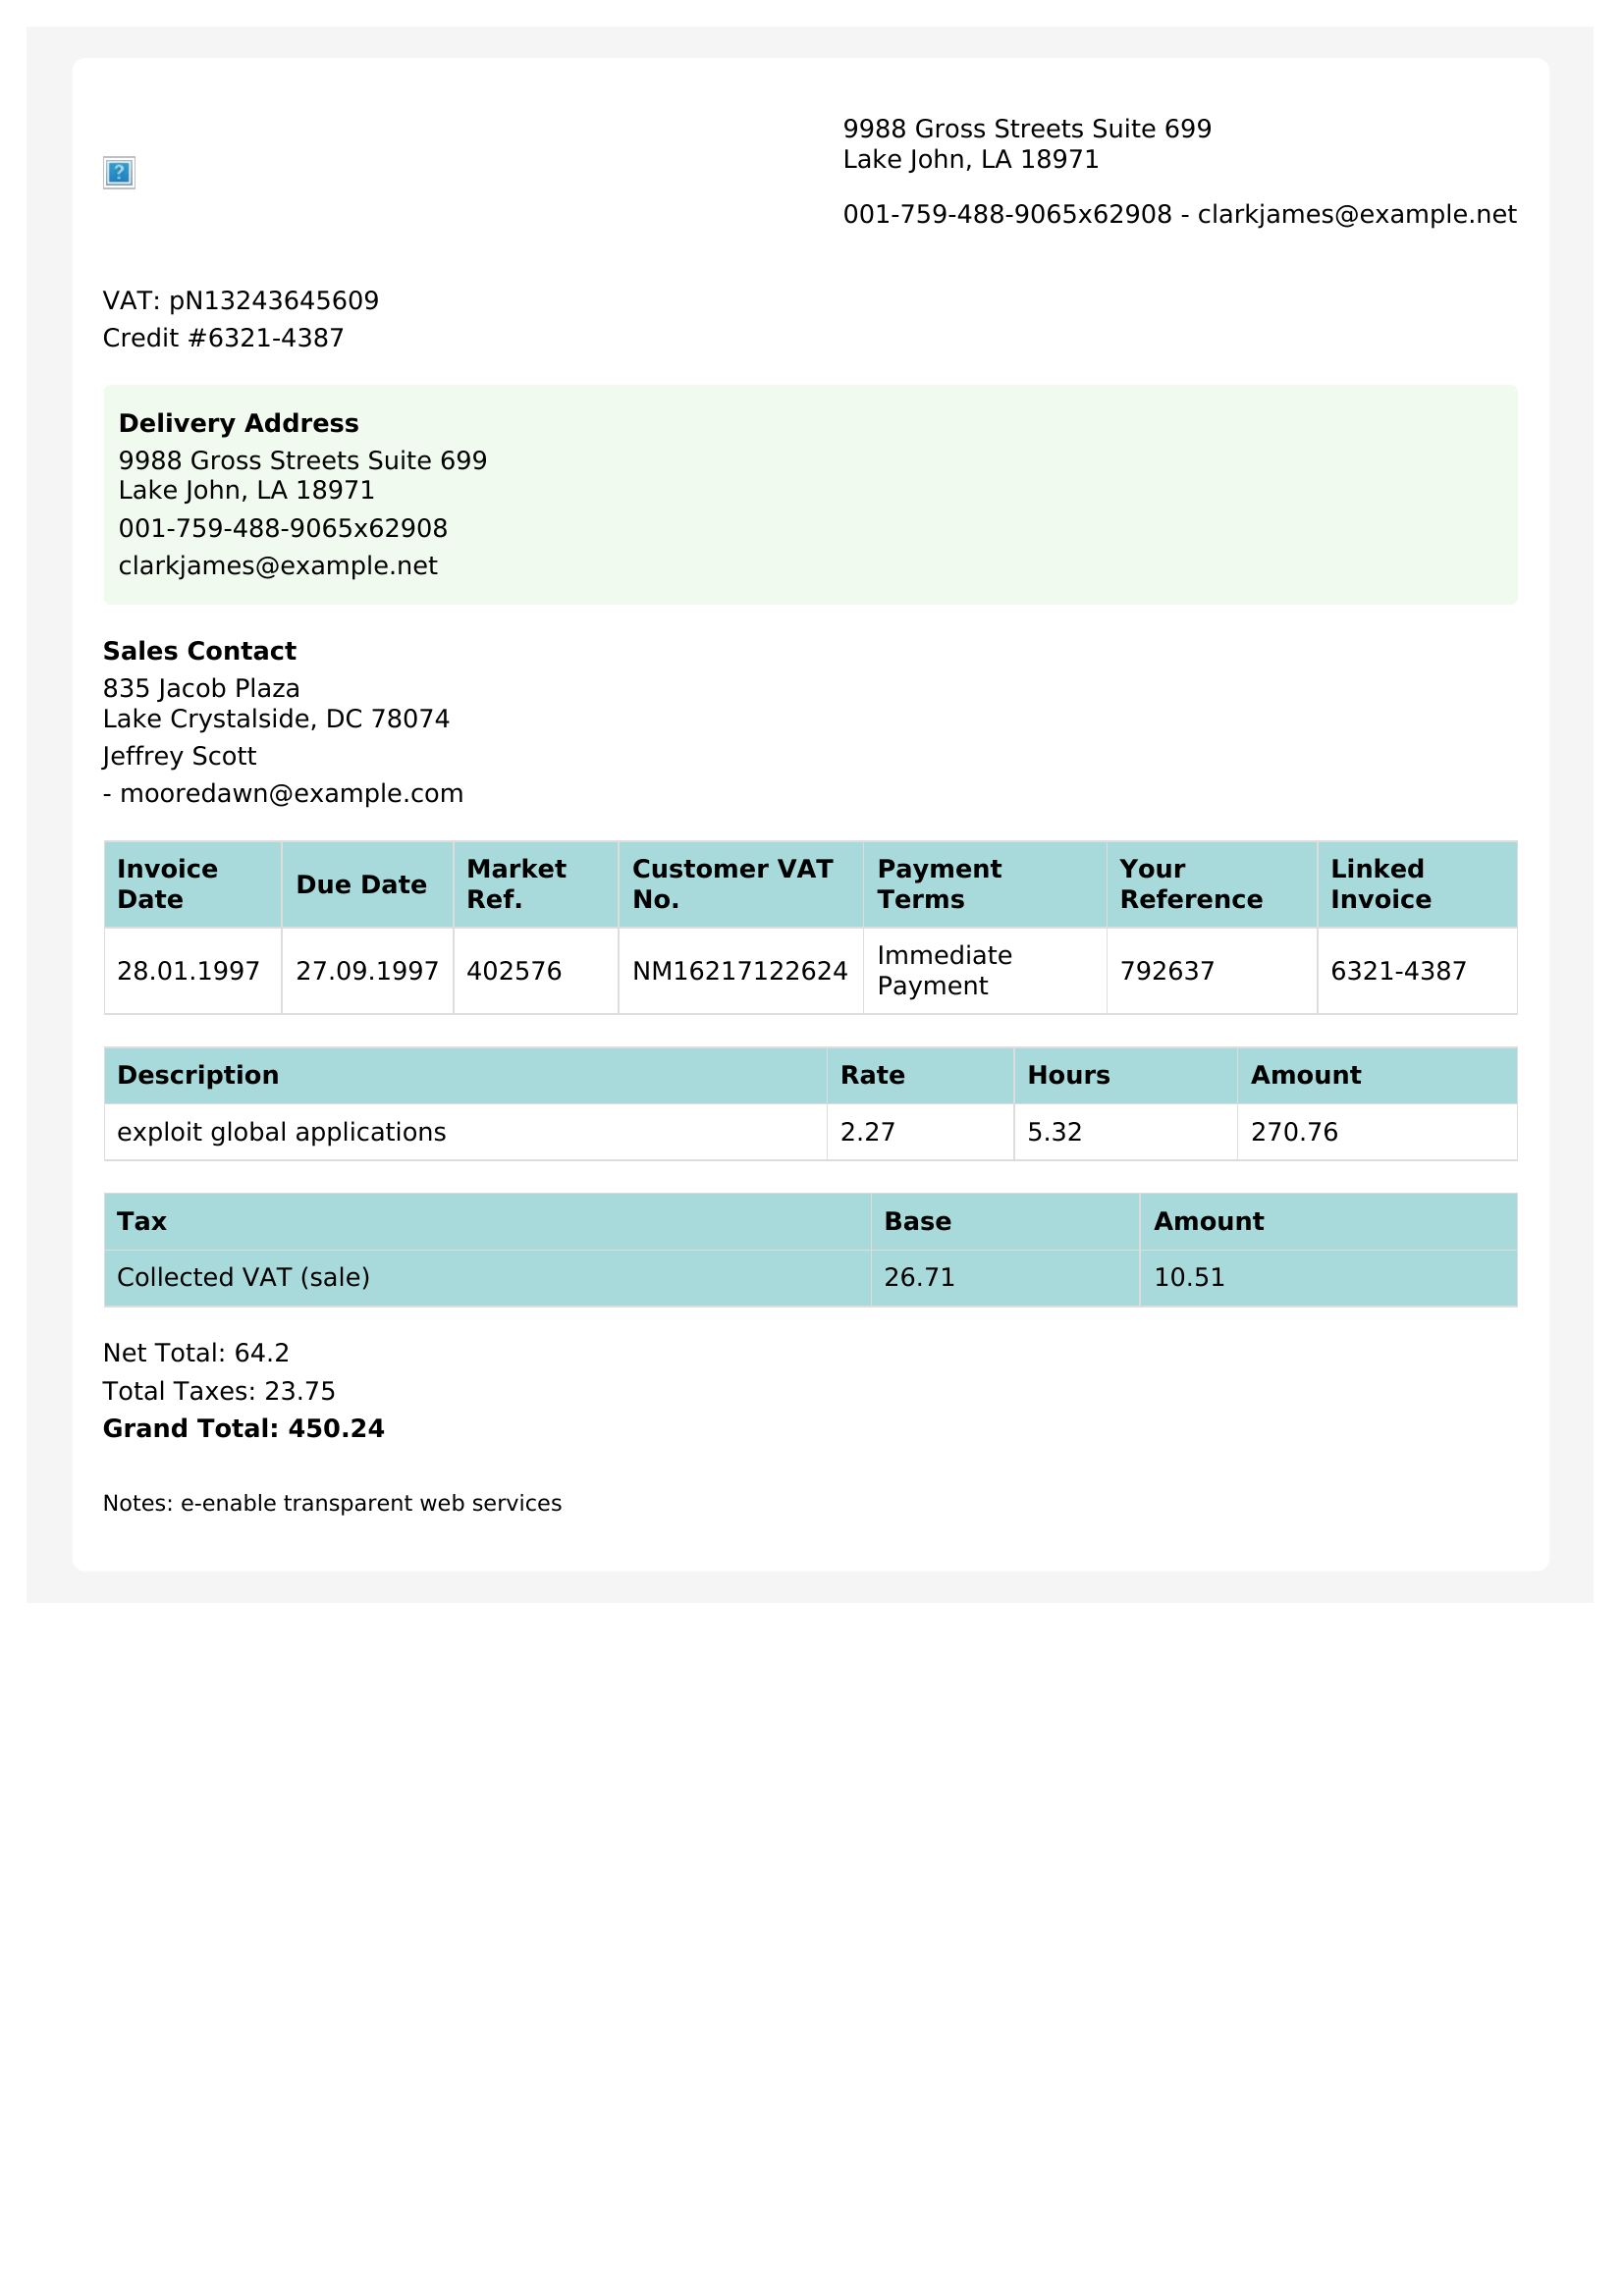 9988 Gross Streets Suite 699
Lake John, LA 18971
001-759-488-9065x62908 - clarkjames@example.net
VAT: pN13243645609
Credit #6321-4387
Delivery Address
9988 Gross Streets Suite 699
Lake John, LA 18971
001-759-488-9065x62908
clarkjames@example.net
Sales Contact
835 Jacob Plaza
Lake Crystalside, DC 78074
Jeffrey Scott
- mooredawn@example.com
Invoice Date Due Date Market Ref. Customer VAT No. Payment Terms Your Reference Linked Invoice
28.01.1997 27.09.1997 402576 NM16217122624 Immediate Payment 792637 6321-4387
Description Rate Hours Amount
exploit global applications 2.27 5.32 270.76
Tax Base Amount
Collected VAT (sale) 26.71 10.51
Net Total: 64.2
Total Taxes: 23.75
Grand Total: 450.24
Notes: e-enable transparent web services